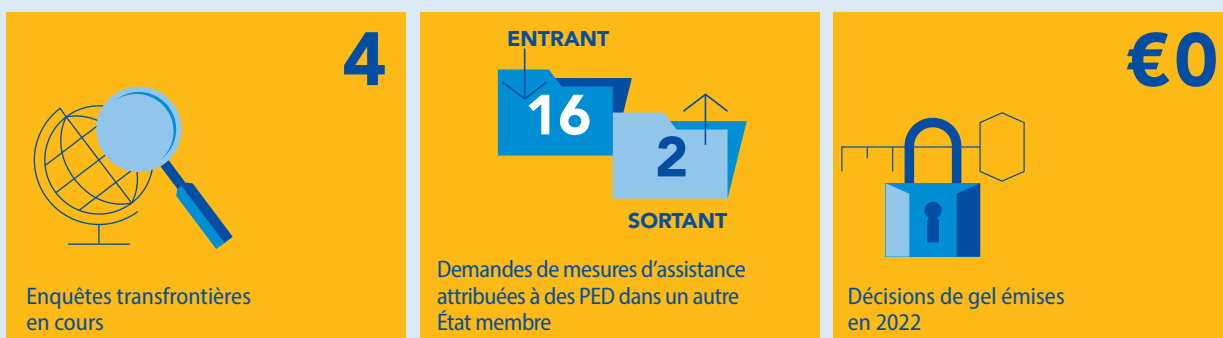 4
Enquêtes transfrontières
en cours
ENTRANT
16
2
SORTANT
Demandes de mesures d’assistance
attribuées à des PED dans un autre
État membre
€0
Décisions de gel émises
en 2022